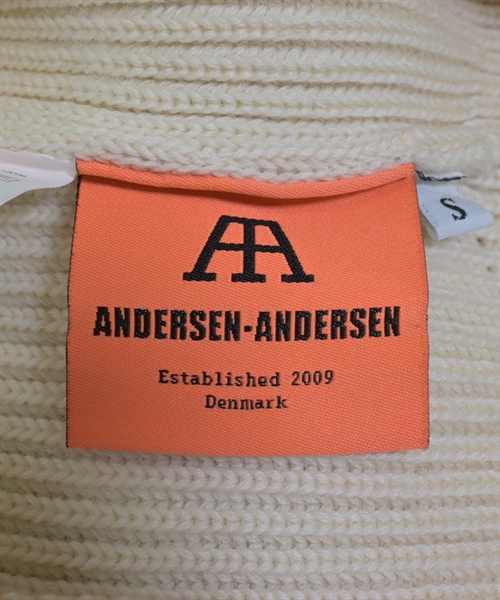 AA
ANDERSEN-ANDERSEN
Established 2009
Denmark
S